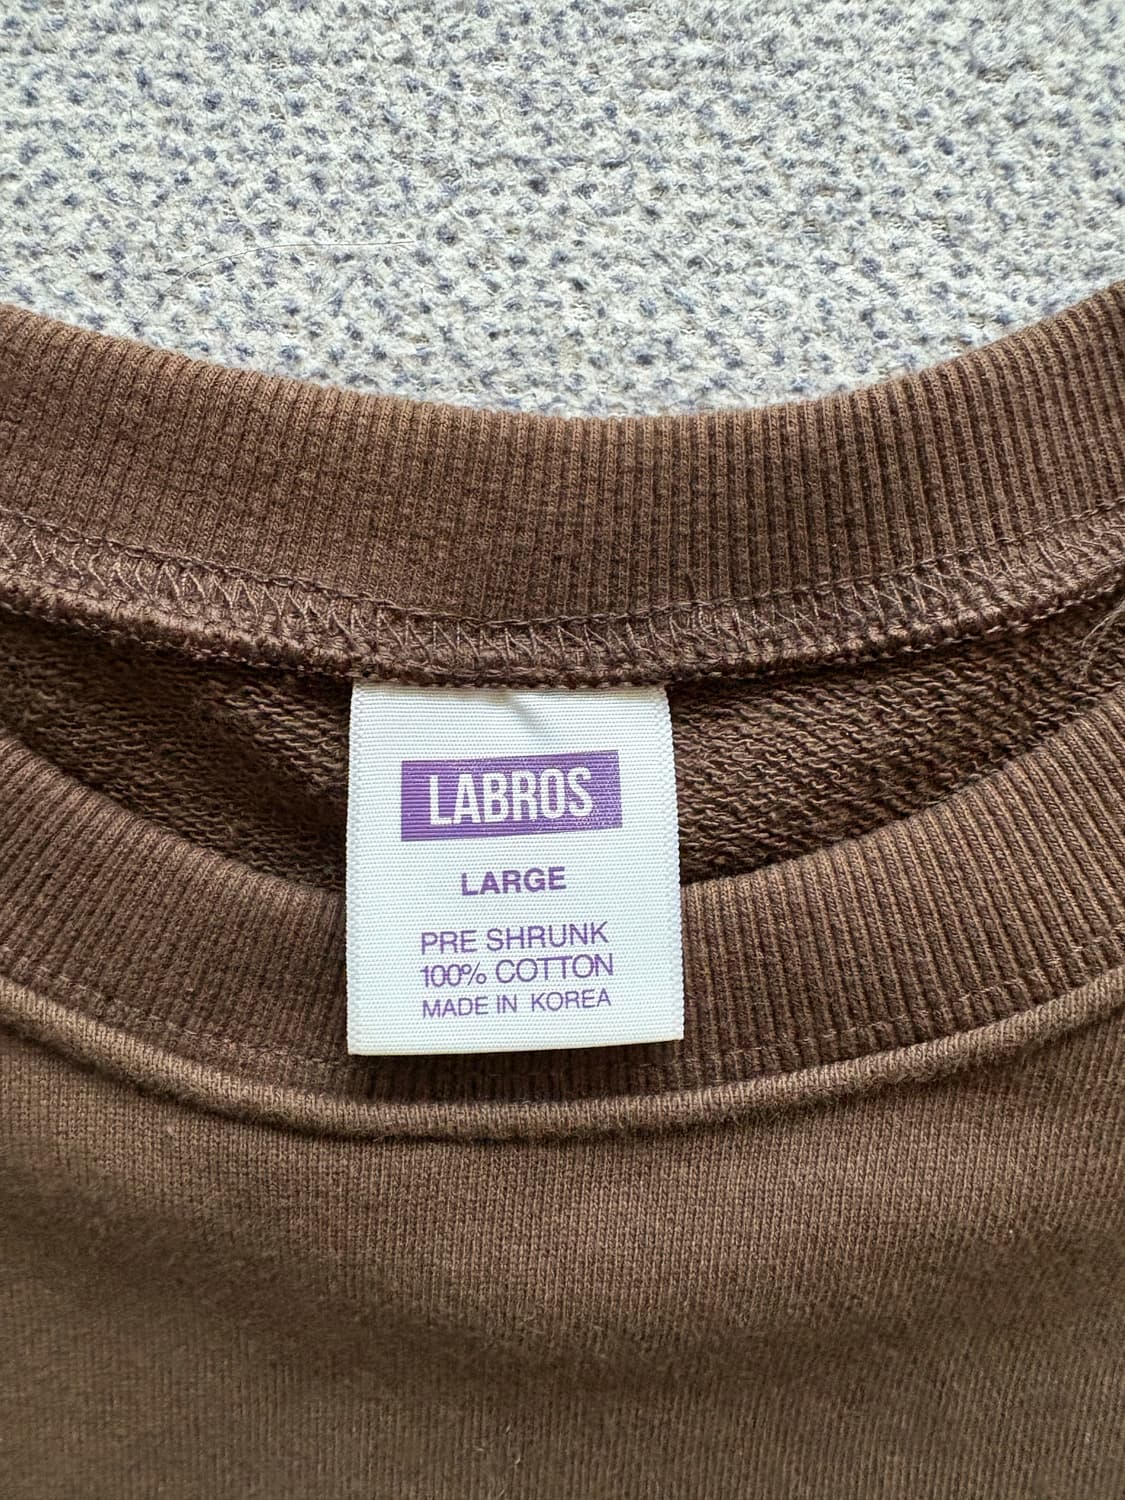 LABROS
LARGE
PRE SHRUNK
100% COTTON
MADE IN KOREA